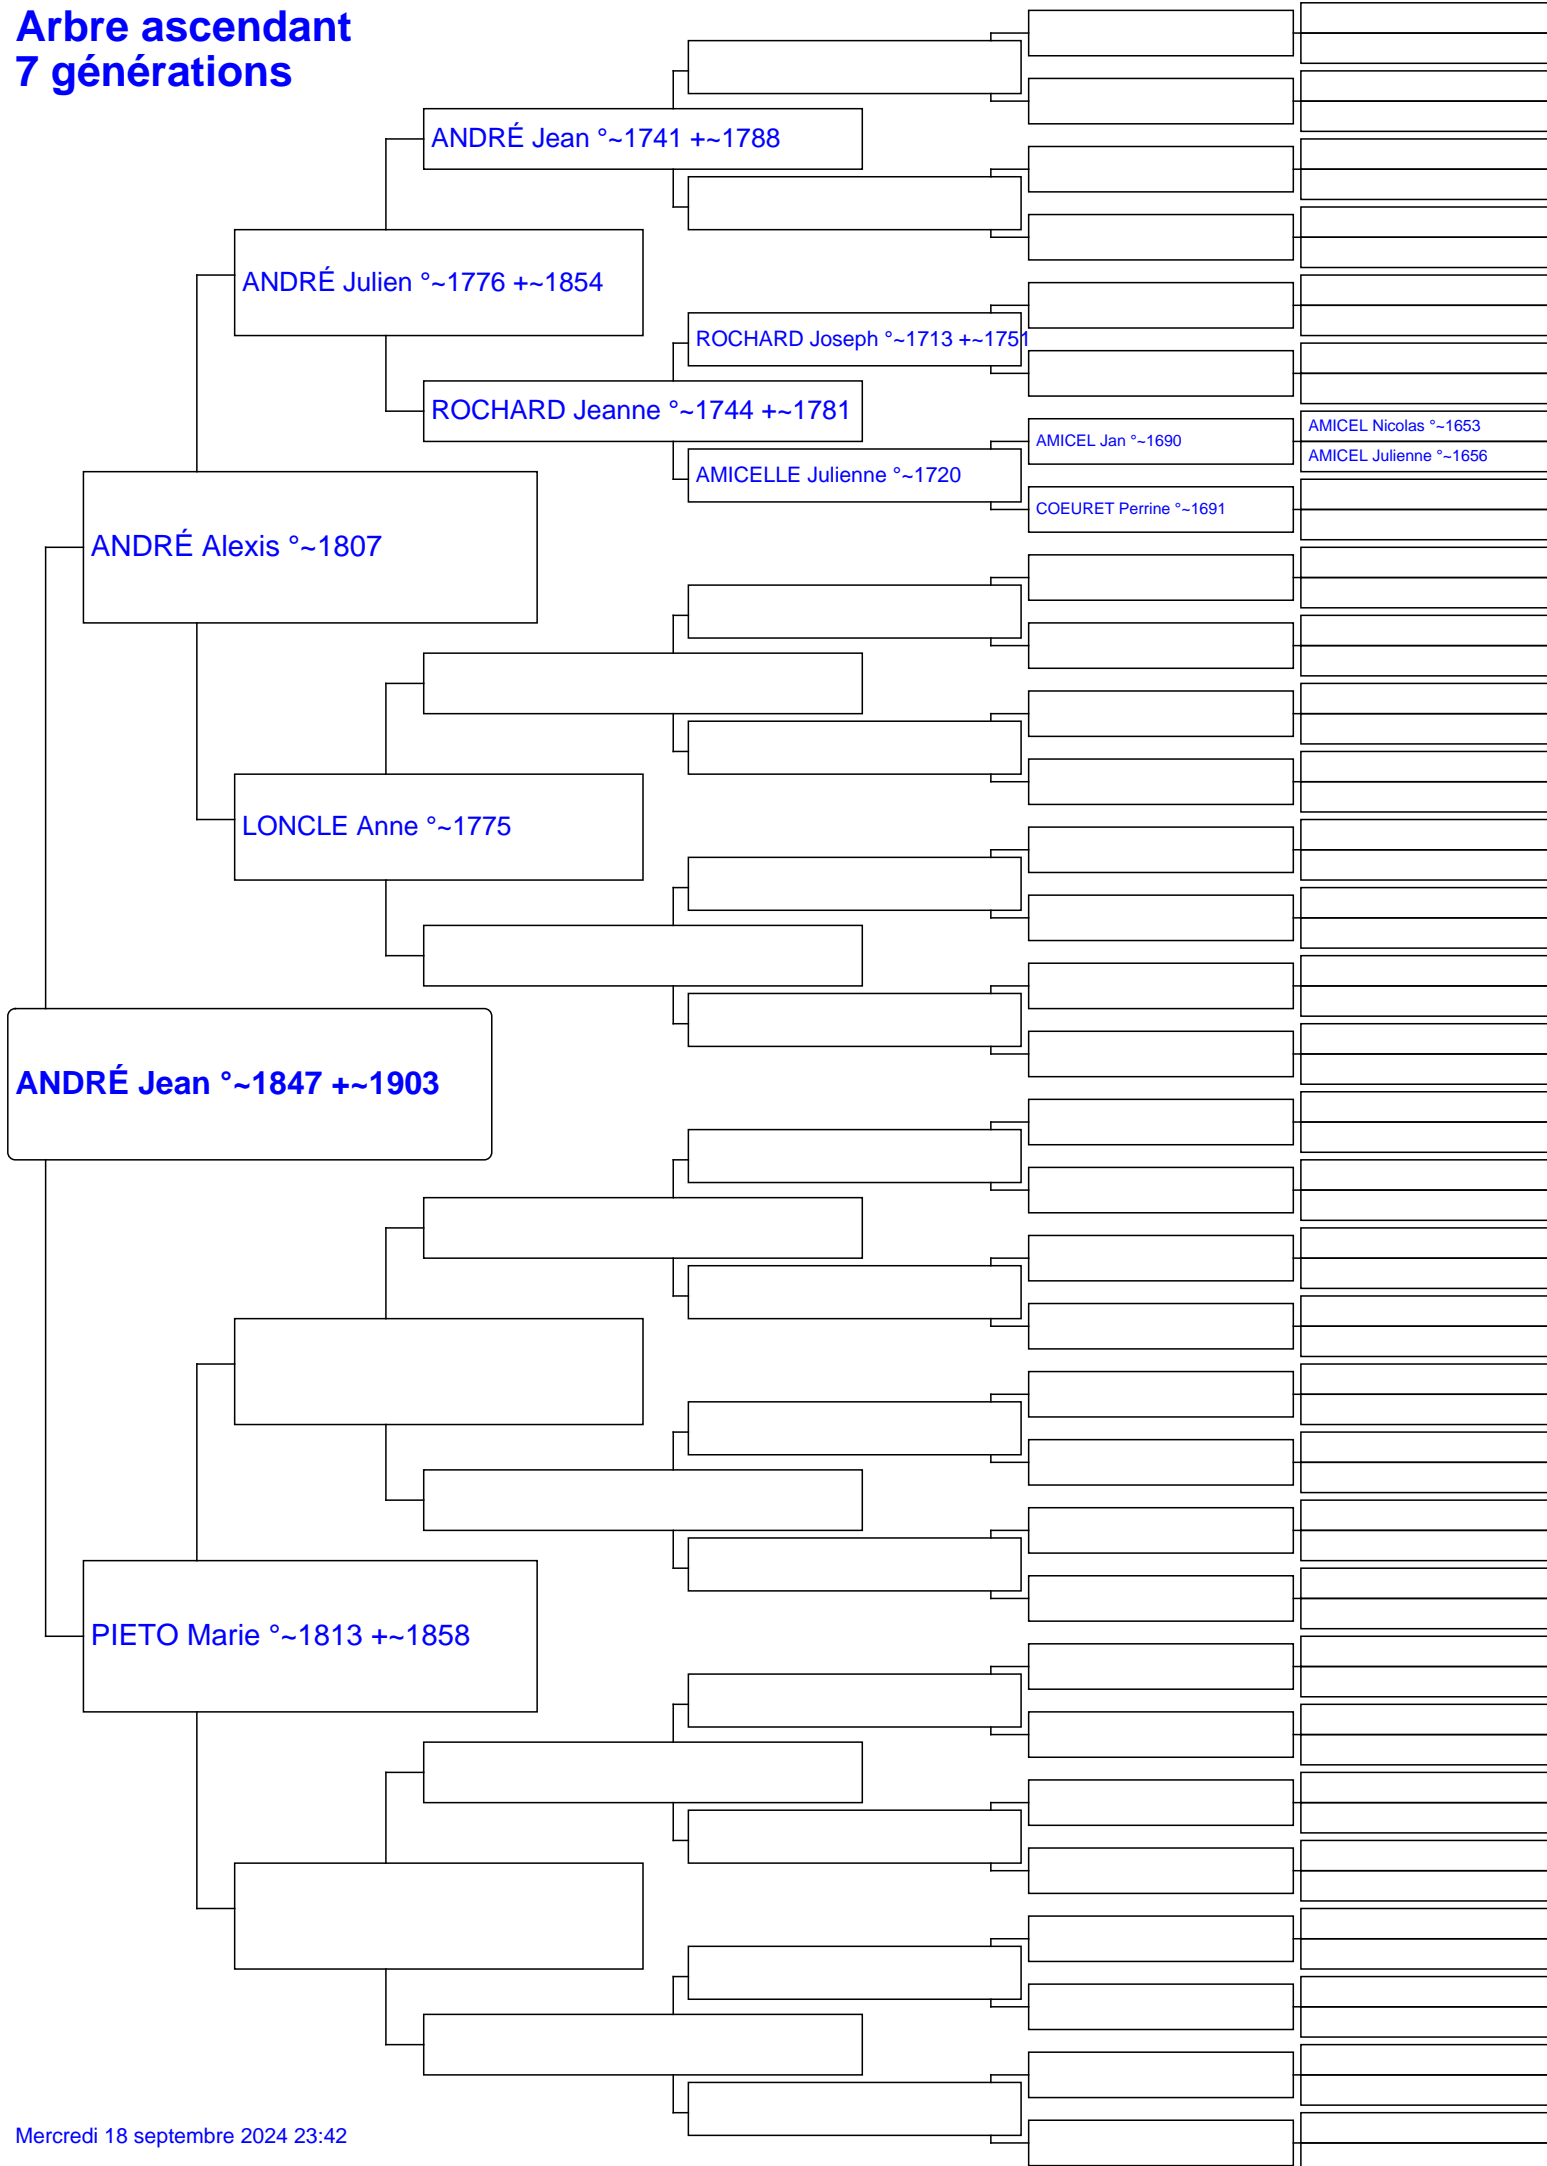 Arbre ascendant
7 générations
ANDRÉ Jean °~1741 +~1788
ANDRÉ Julien °~1776 +~1854
ROCHARD Joseph °~1713 +~1751
ROCHARD Jeanne °~1744 +~1781
AMICEL Nicolas °~1653
AMICEL Jan °~1690
AMICEL Julienne °~1656
AMICELLE Julienne °~1720
COEURET Perrine °~1691
ANDRÉ Alexis °~1807
LONCLE Anne °~1775
ANDRÉ Jean °~1847 +~1903
PIETO Marie °~1813 +~1858
Mercredi 18 septembre 2024 23:42